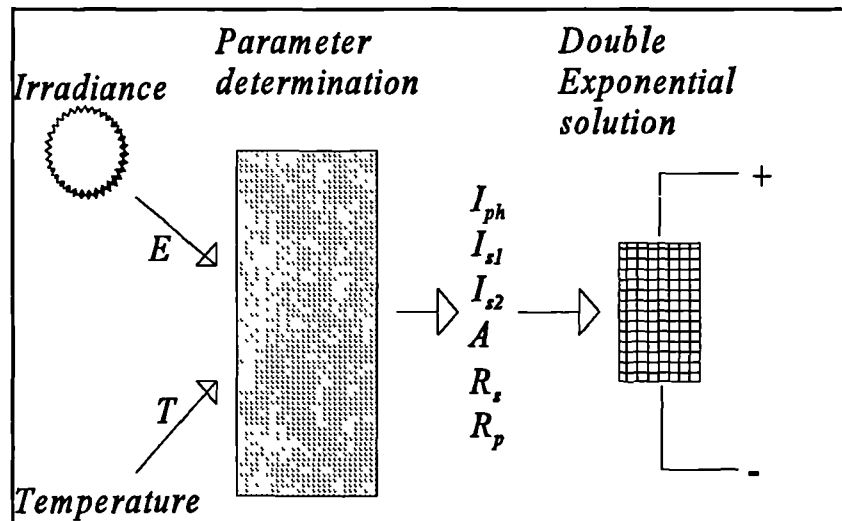 Irradiance
Parameter
determination
Double
Exponential
solution
E
T
Temperature
I_ph
I_s1
I_s2
A
R_s
R_p
+
-